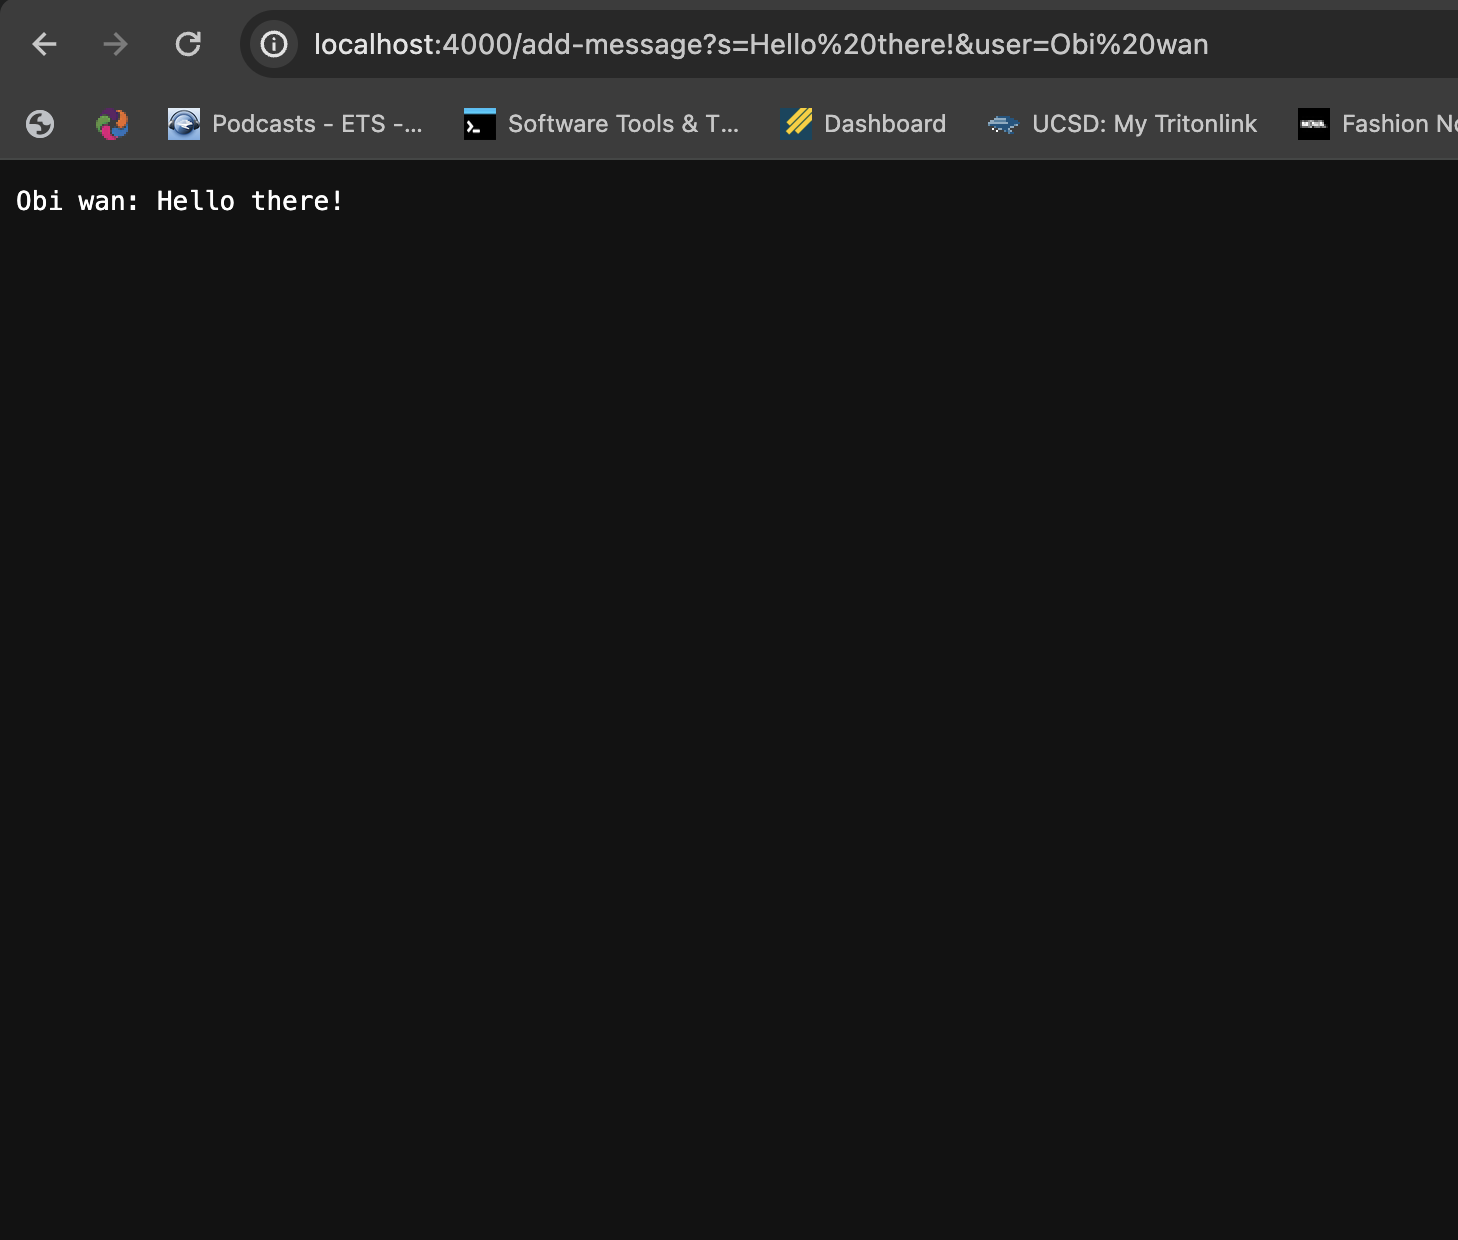 localhost:4000/add-message?s=Hello%20there!&user=Obi%20wan
Podcasts - ETS -... Software Tools & T... Dashboard UCSD: My Tritonlink Fashion
Obi wan: Hello there!